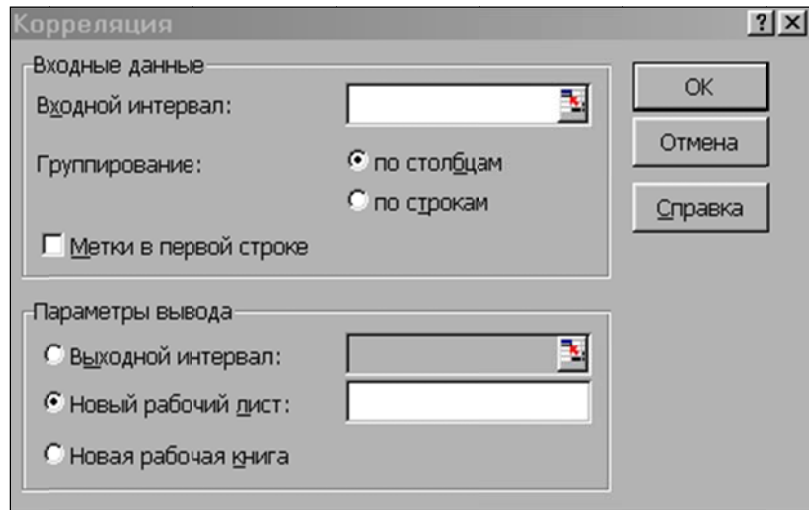 Корреляция
Входные данные
Входной интервал:
Группирование:
по столбцам
по строкам
Метки в первой строке
OK
Отмена
Справка
Параметры вывода
Выходной интервал:
Новый рабочий лист:
Новая рабочая книга